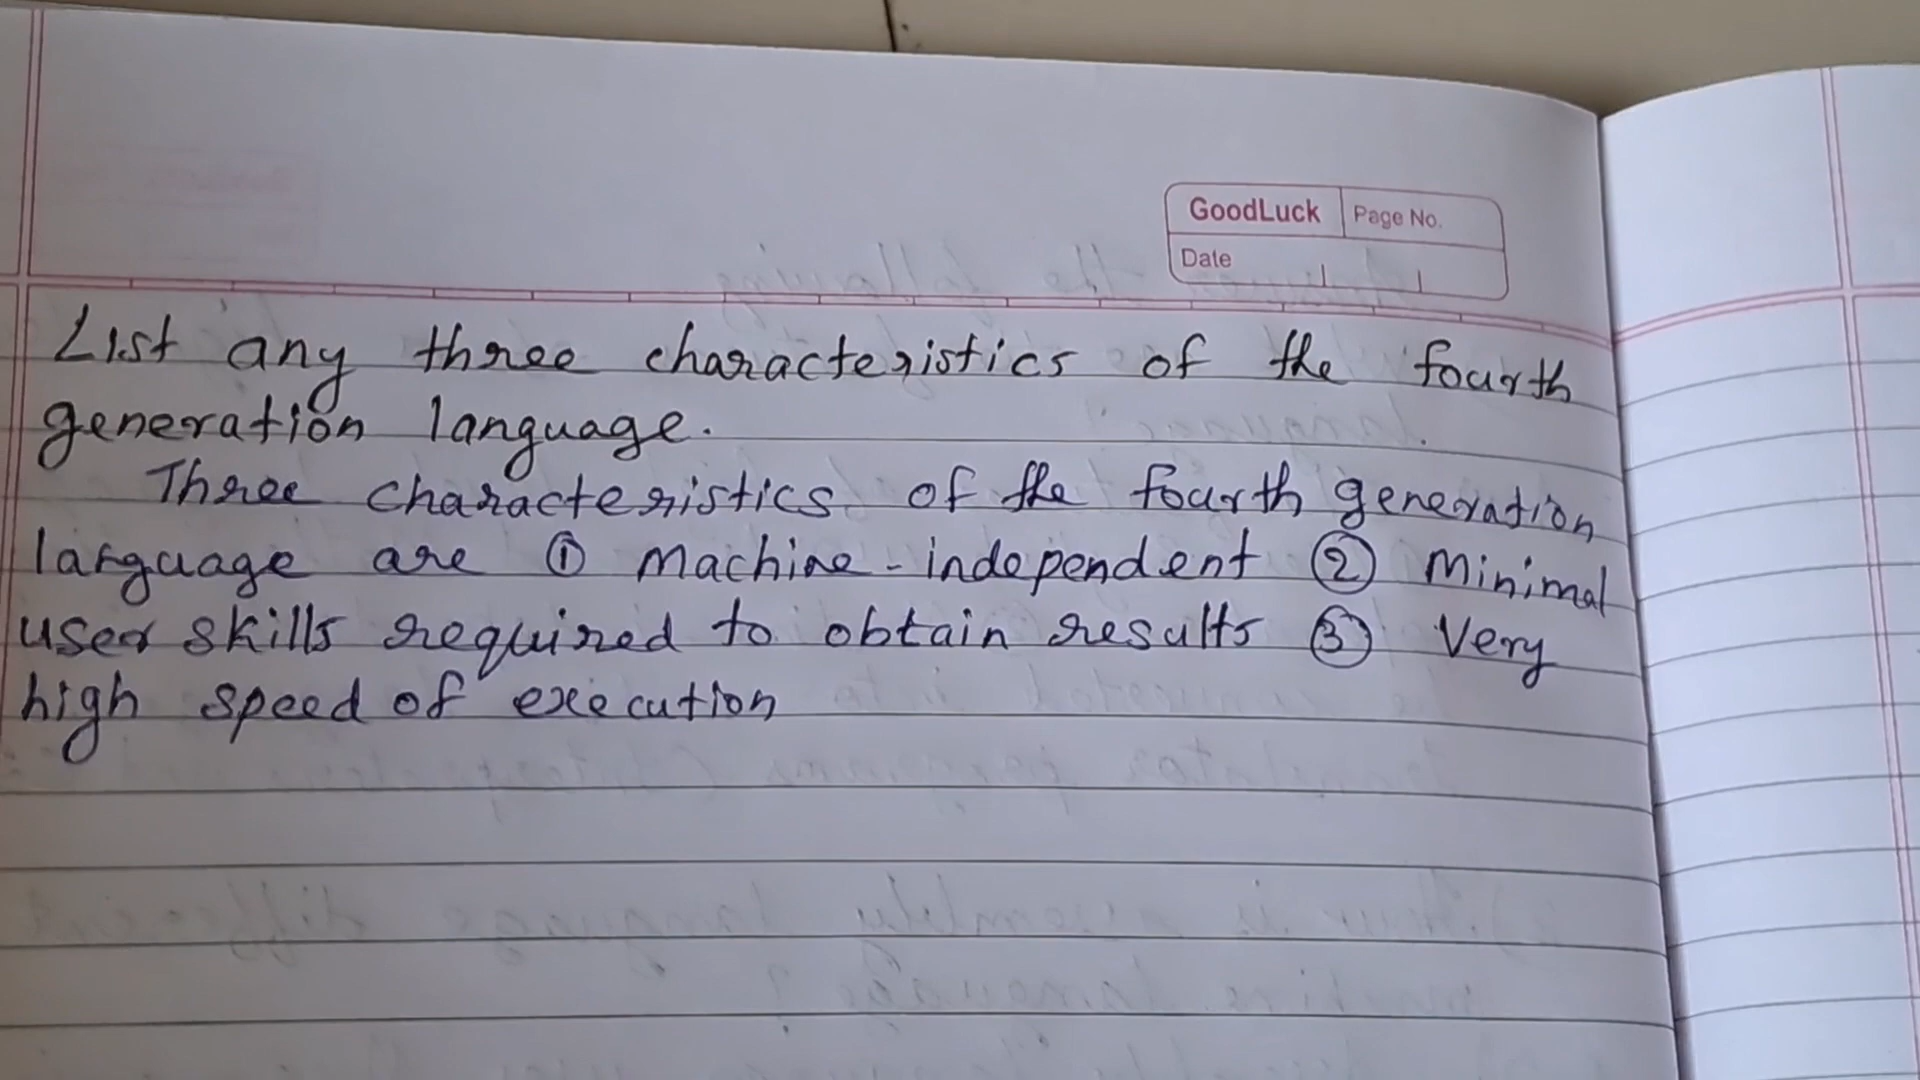 GoodLuck Page No.
Date
List any three characteristics of the fourth
generation language.
Three characteristics of the fourth generation
language are ① Machine-independent ② Minimal
user skills required to obtain results ③ Very
high speed of execution